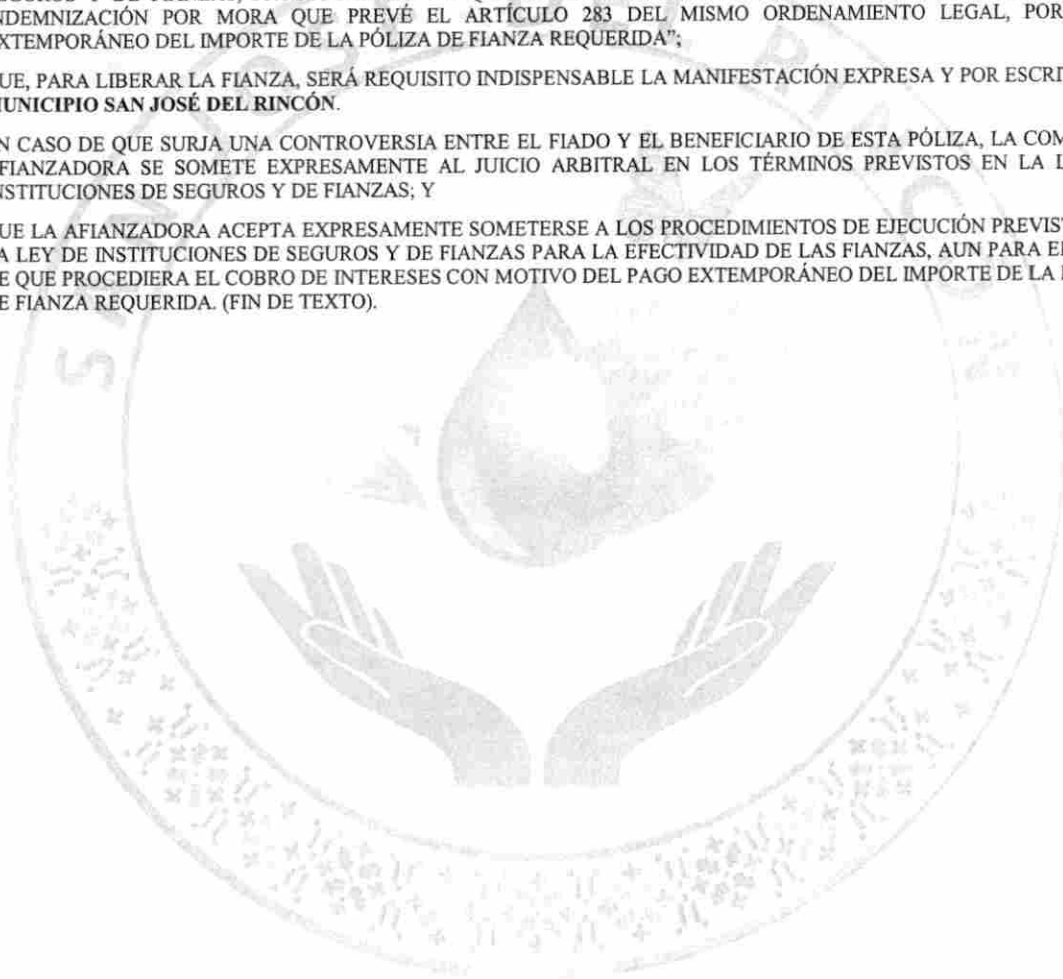 NDEMNIZACIÓN POR MORA QUE PREVÉ EL ARTÍCULO 283 DEL MISMO ORDENAMIENTO LEGAL, POR
XTEMPORÁNEO DEL IMPORTE DE LA PÓLIZA DE FIANZA REQUERIDA”;
UE, PARA LIBERAR LA FIANZA, SERÁ REQUISITO INDISPENSABLE LA MANIFESTACIÓN EXPRESA Y POR ESCRI
MUNICIPIO SAN JOSÉ DEL RINCÓN.
N CASO DE QUE SURJA UNA CONTROVERSIA ENTRE EL FIADO Y EL BENEFICIARIO DE ESTA PÓLIZA, LA COM
FIANZADORA SE SOMETE EXPRESAMENTE AL JUICIO ARBITRAL EN LOS TÉRMINOS PREVISTOS EN LA L
NSTITUCIONES DE SEGUROS Y DE FIANZAS; Y
UE LA AFIANZADORA ACEPTA EXPRESAMENTE SOMETERSE A LOS PROCEDIMIENTOS DE EJECUCIÓN PREVIS
A LEY DE INSTITUCIONES DE SEGUROS Y DE FIANZAS PARA LA EFECTIVIDAD DE LAS FIANZAS, AUN PARA E
E QUE PROCEDIERA EL COBRO DE INTERESES CON MOTIVO DEL PAGO EXTEMPORÁNEO DEL IMPORTE DE LA
E FIANZA REQUERIDA. (FIN DE TEXTO).